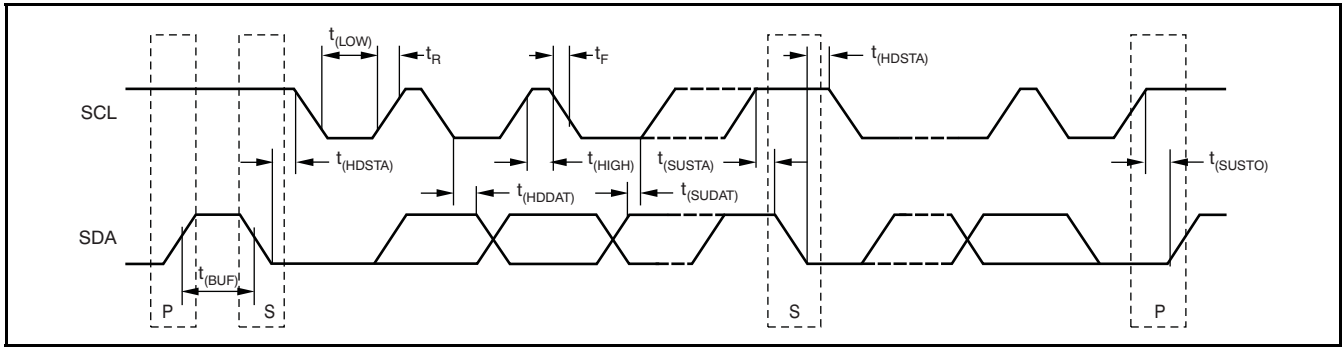 t(LOW)
tR
tF
t(HDSTA)
SCL
t(HDSTA)
t(HIGH)
t(SUSTA)
t(SUSTO)
t(HDDAT)
t(SUDAT)
SDA
t(BUF)
P
S
S
P